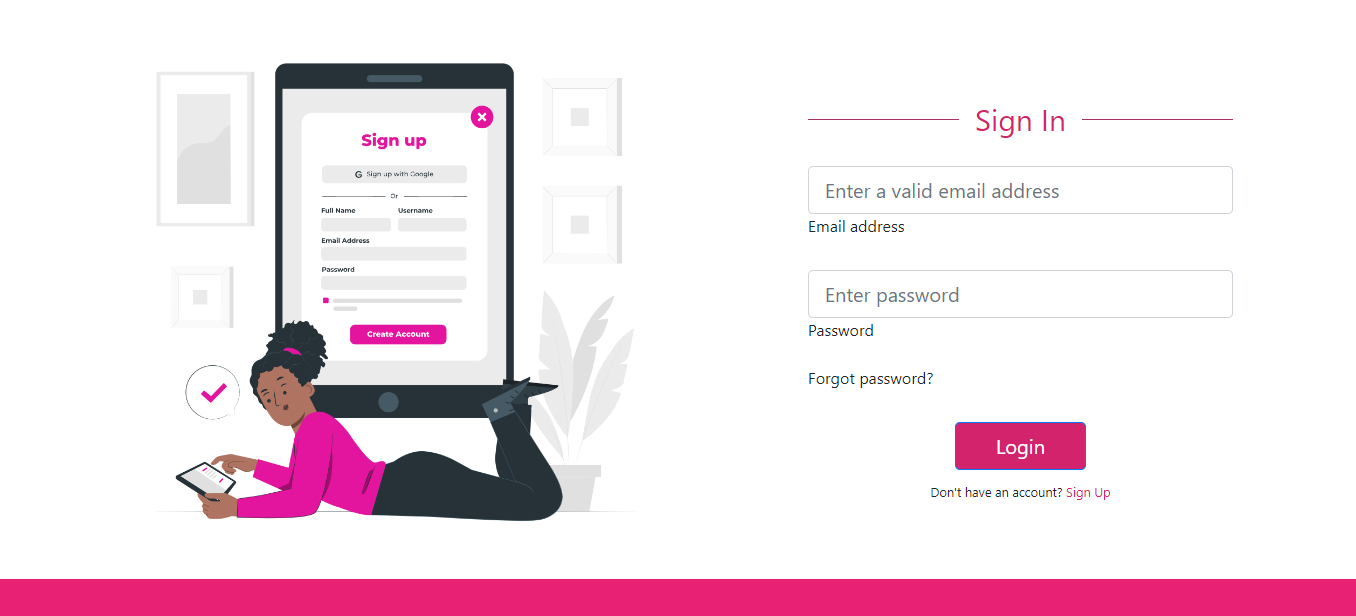 Sign up
G Sign up with Google
Or
Full Name Username
Email Address
Password
Create Account
Sign In
Enter a valid email address
Email address
Enter password
Password
Forgot password?
Login
Don't have an account? Sign Up